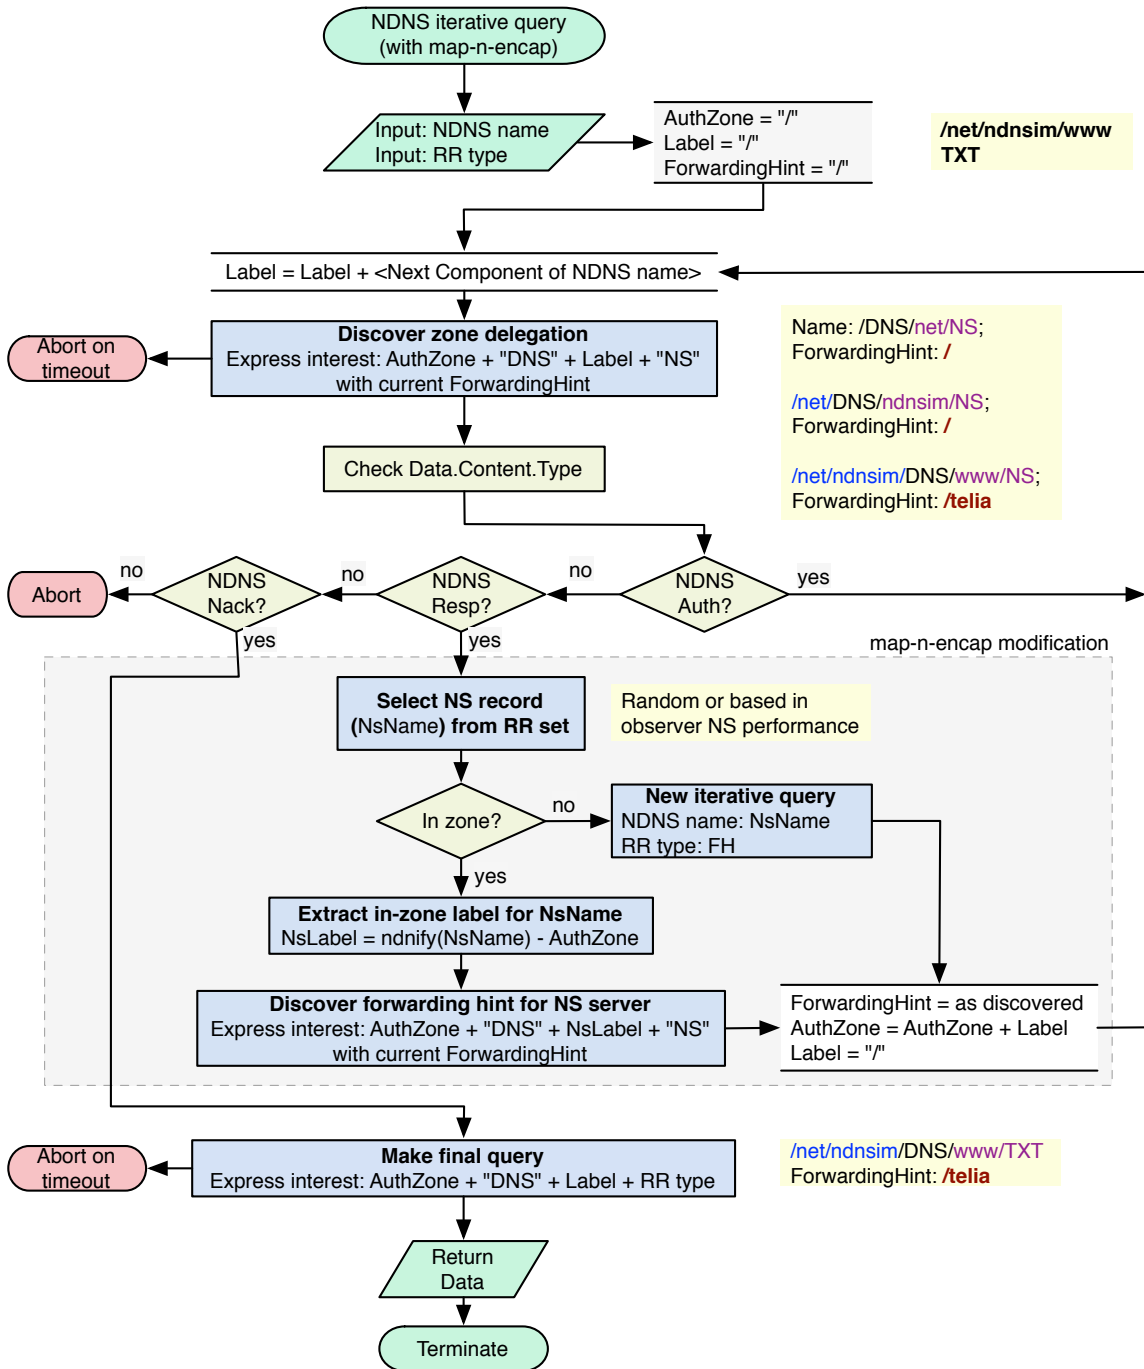 NDNS iterative query
(with map-n-encap)
Input: NDNS name
Input: RR type
AuthZone = "/"
Label = "/"
ForwardingHint = "/"
/net/ndnsim/www
TXT
Label = Label + <Next Component of NDNS name>
Discover zone delegation
Express interest: AuthZone + "DNS" + Label + "NS"
with current ForwardingHint
Abort on
timeout
Name: /DNS/net/NS;
ForwardingHint: /
/net/DNS/ndnsim/NS;
ForwardingHint: /
/net/ndnsim/DNS/www/NS;
ForwardingHint: /telia
Check Data.Content.Type
Abort
no
NDNS
Nack?
no
NDNS
Resp?
no
NDNS
Auth?
yes
yes
yes
map-n-encap modification
Select NS record
(NsName) from RR set
Random or based in
observer NS performance
In zone?
no
New iterative query
NDNS name: NsName
RR type: FH
yes
Extract in-zone label for NsName
NsLabel = ndnify(NsName) - AuthZone
Discover forwarding hint for NS server
Express interest: AuthZone + "DNS" + NsLabel + "NS"
with current ForwardingHint
ForwardingHint = as discovered
AuthZone = AuthZone + Label
Label = "/"
Abort on
timeout
Make final query
Express interest: AuthZone + "DNS" + Label + RR type
/net/ndnsim/DNS/www/TXT
ForwardingHint: /telia
Return
Data
Terminate